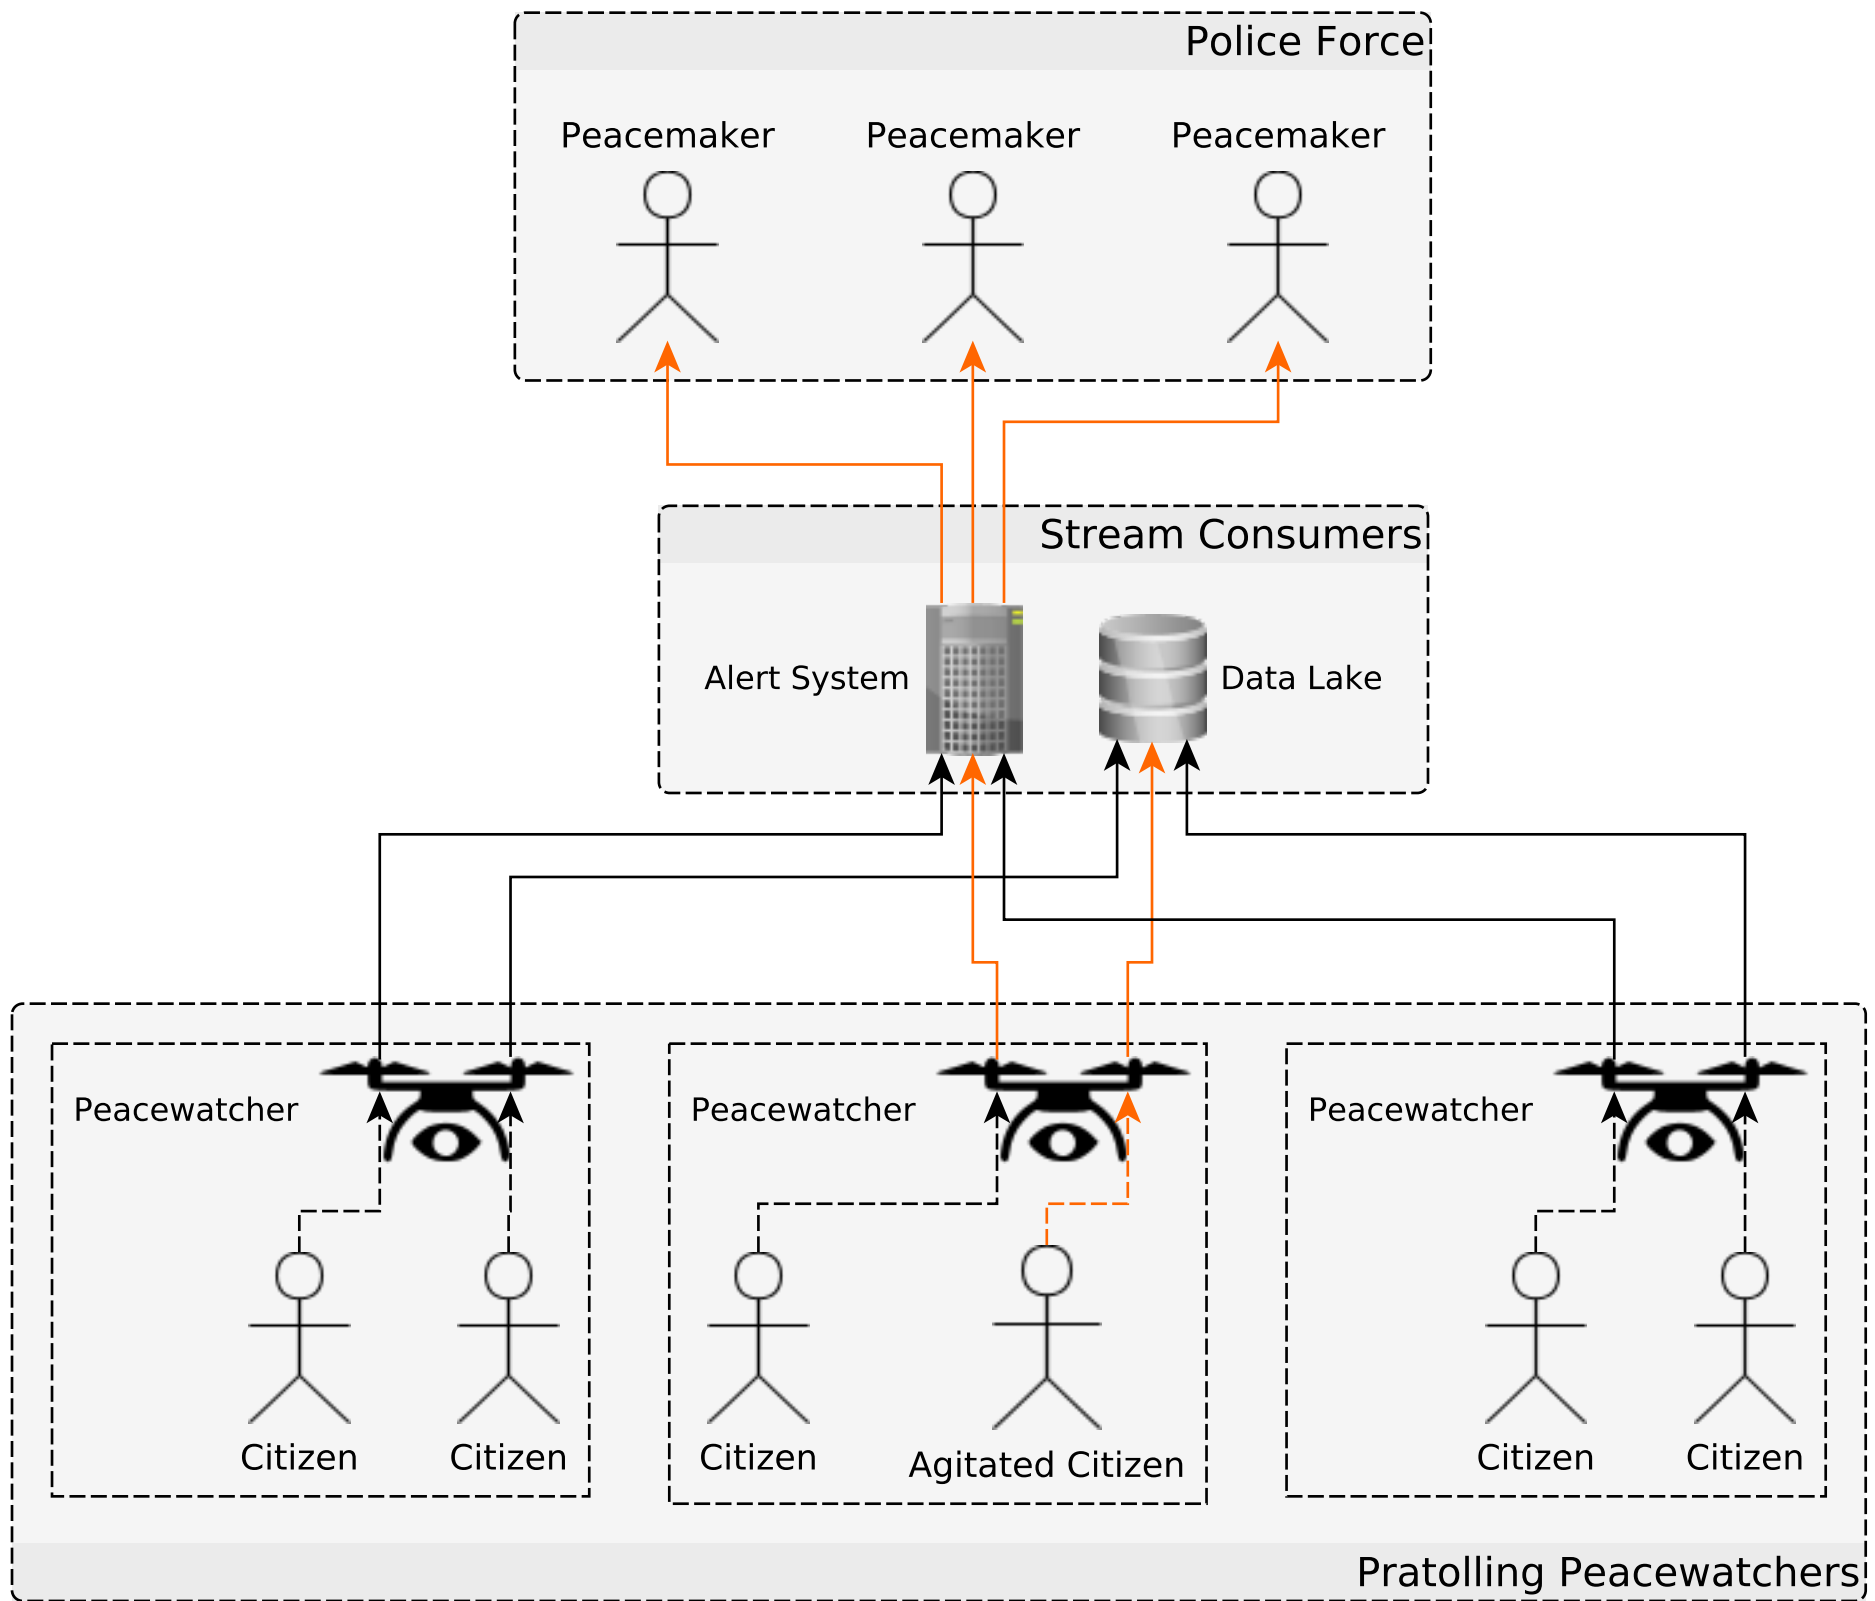 Police Force
Peacemaker
Peacemaker
Peacemaker
Stream Consumers
Alert System
Data Lake
Peacewatcher
Peacewatcher
Peacewatcher
Citizen
Citizen
Citizen
Agitated Citizen
Citizen
Citizen
Pratolling Peacewatchers